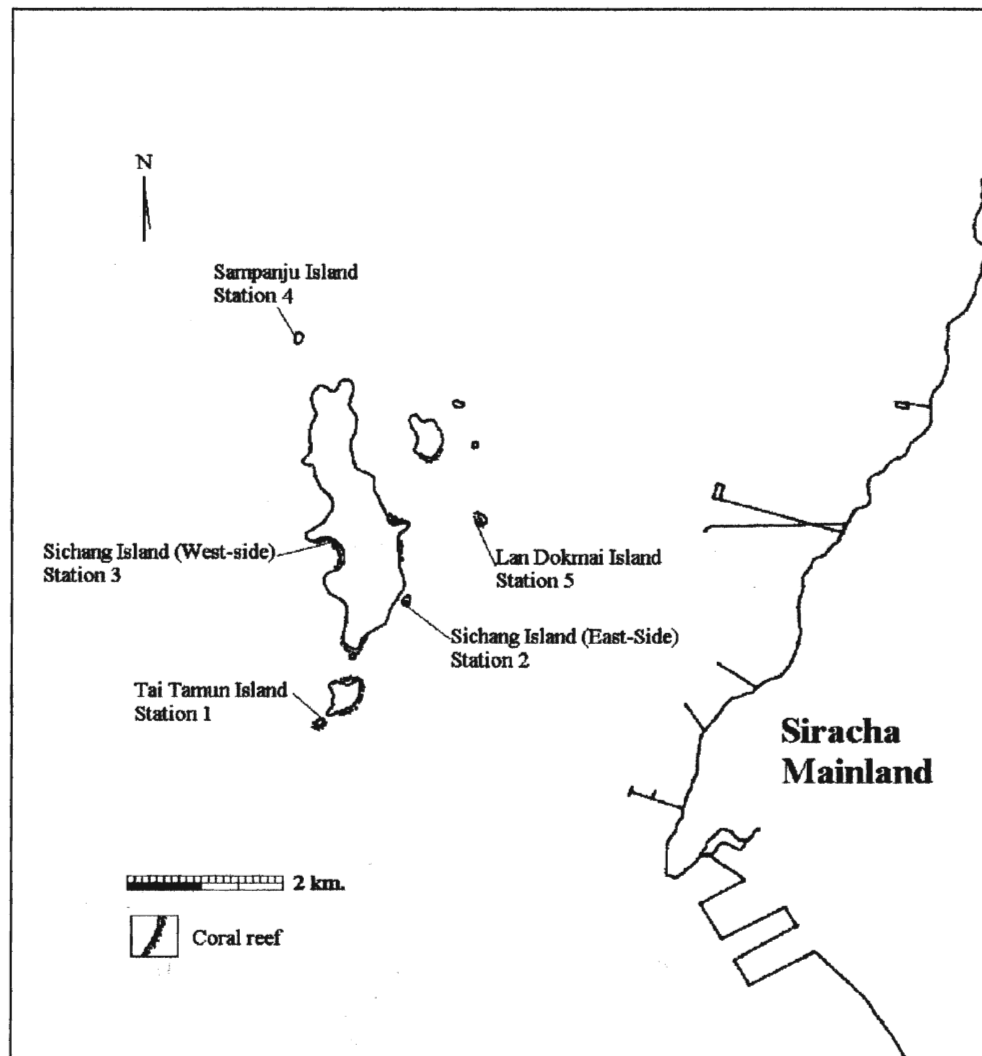 N
Sampanju Island
Station 4
Sichang Island (West-side)
Station 3
Lan Dokmai Island
Station 5
Sichang Island (East-Side)
Station 2
Tai Tamun Island
Station 1
Siracha
Mainland
2 km.
Coral reef